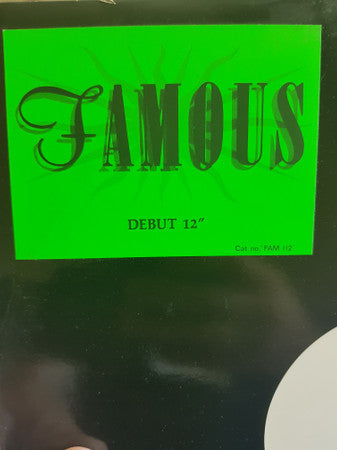 FAMOUS
DEBUT 12"
Cat no. FAM 112